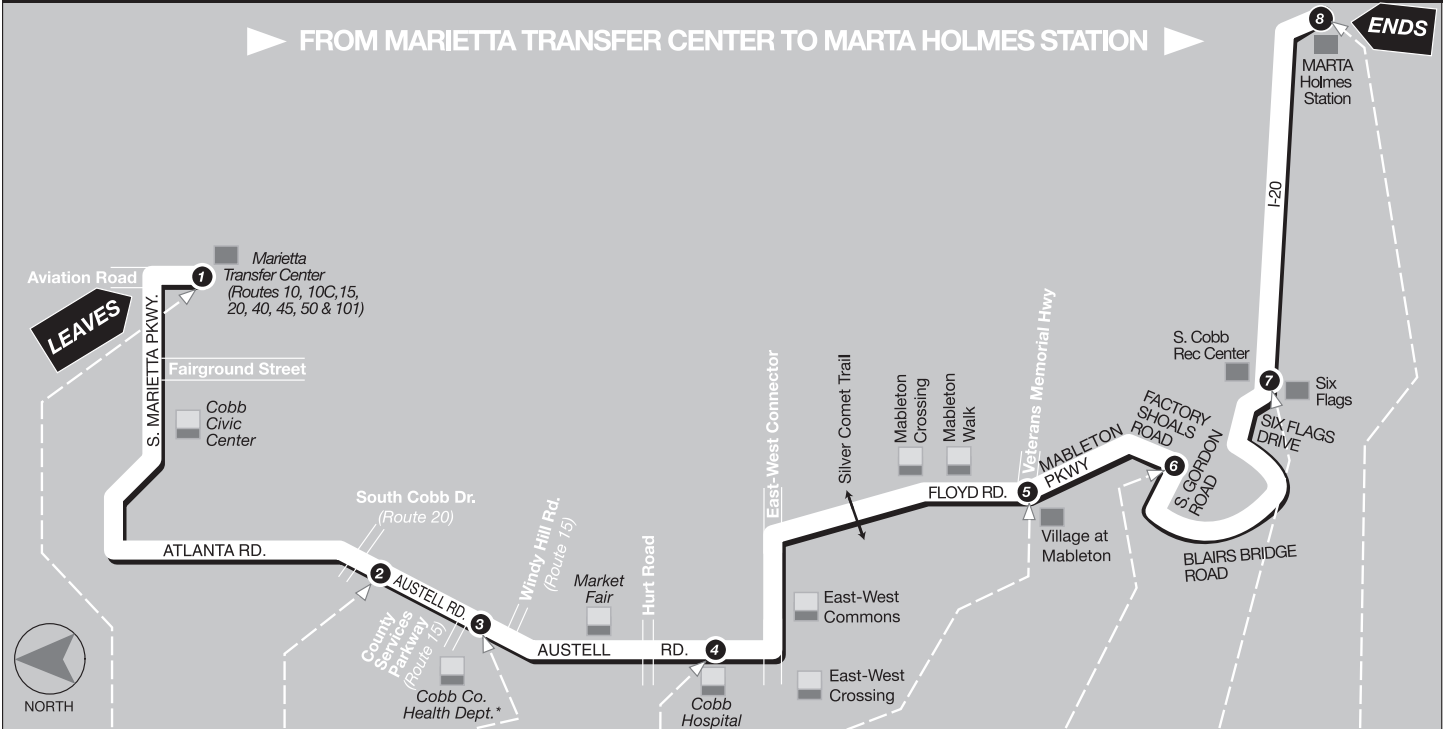 FROM MARIETTA TRANSFER CENTER TO MARTA HOLMES STATION
8
ENDS
MARTA
Holmes
Station
I-20
Aviation Road
1
Marietta
Transfer Center
(Routes 10, 10C,15,
20, 40, 45, 50 & 101)
LEAVES
S. MARIETTA PKWY.
Fairground Street
Cobb
Civic
Center
ATLANTA RD.
South Cobb Dr.
(Route 20)
2
AUSTELL RD.
County
Services
Parkway
(Route 15)
3
Windy Hill Rd.
(Route 15)
Cobb Co.
Health Dept.*
Market
Fair
AUSTELL RD.
Hurt Road
4
Cobb
Hospital
East-West Connector
East-West
Commons
East-West
Crossing
Silver Comet Trail
Mableton
Crossing
Mableton
Walk
FLOYD RD.
5
Veterans Memorial Hwy
Village at
Mableton
MABLETON
PKWY
FACTORY
SHOALS
ROAD
6
S. GORDON
ROAD
BLAIRS BRIDGE
ROAD
SIX FLAGS
DRIVE
S. Cobb
Rec Center
7
Six
Flags
NORTH